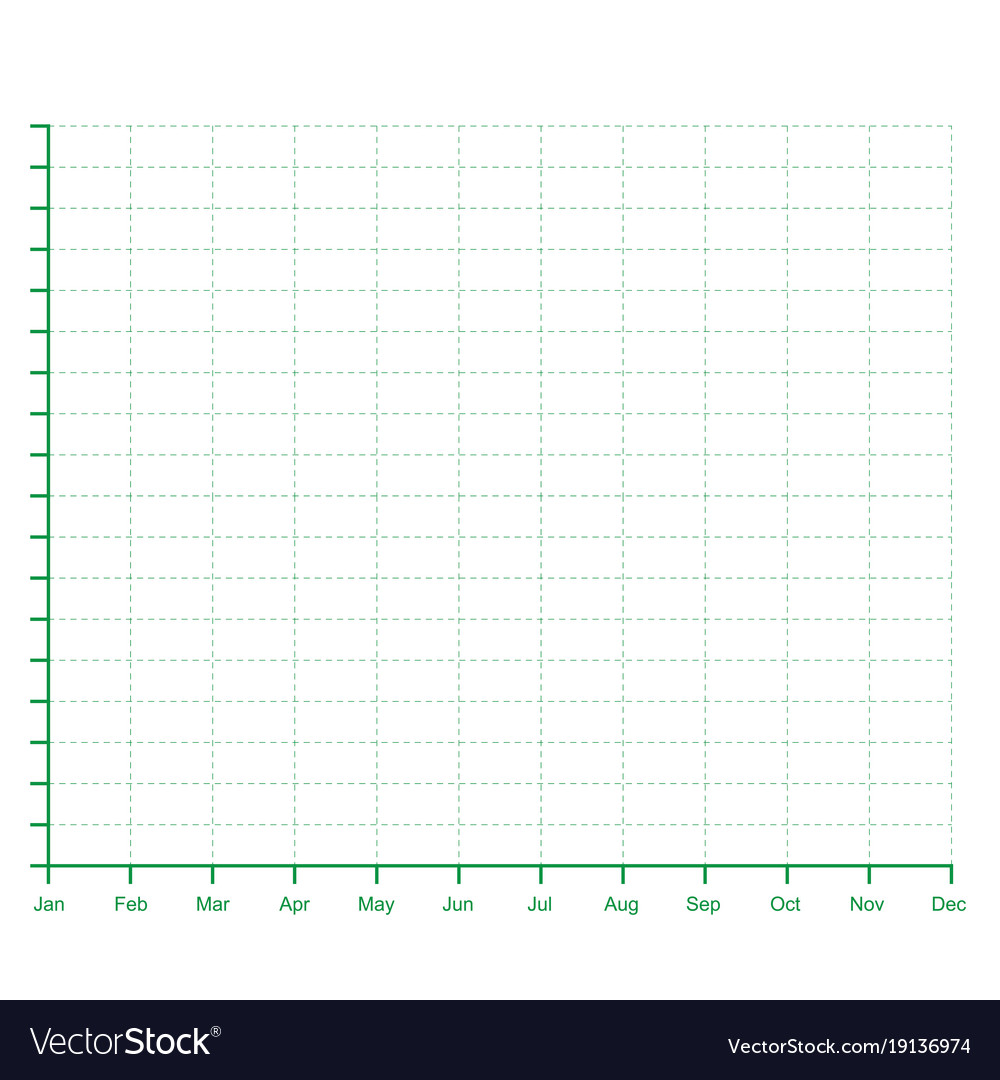 Jan Feb Mar Apr May Jun Jul Aug Sep Oct Nov Dec
VectorStock®
VectorStock.com/19136974